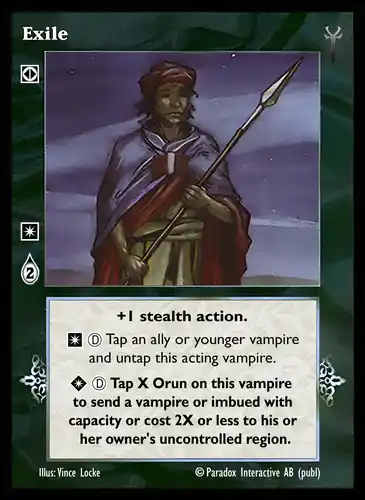 Exile
2
+1 stealth action.
Ⓓ Tap an ally or younger vampire
and untap this acting vampire.
Ⓓ Tap X Orun on this vampire
to send a vampire or imbued with
capacity or cost 2X or less to his or
her owner's uncontrolled region.
Illus: Vince Locke
© Paradox Interactive AB (publ)